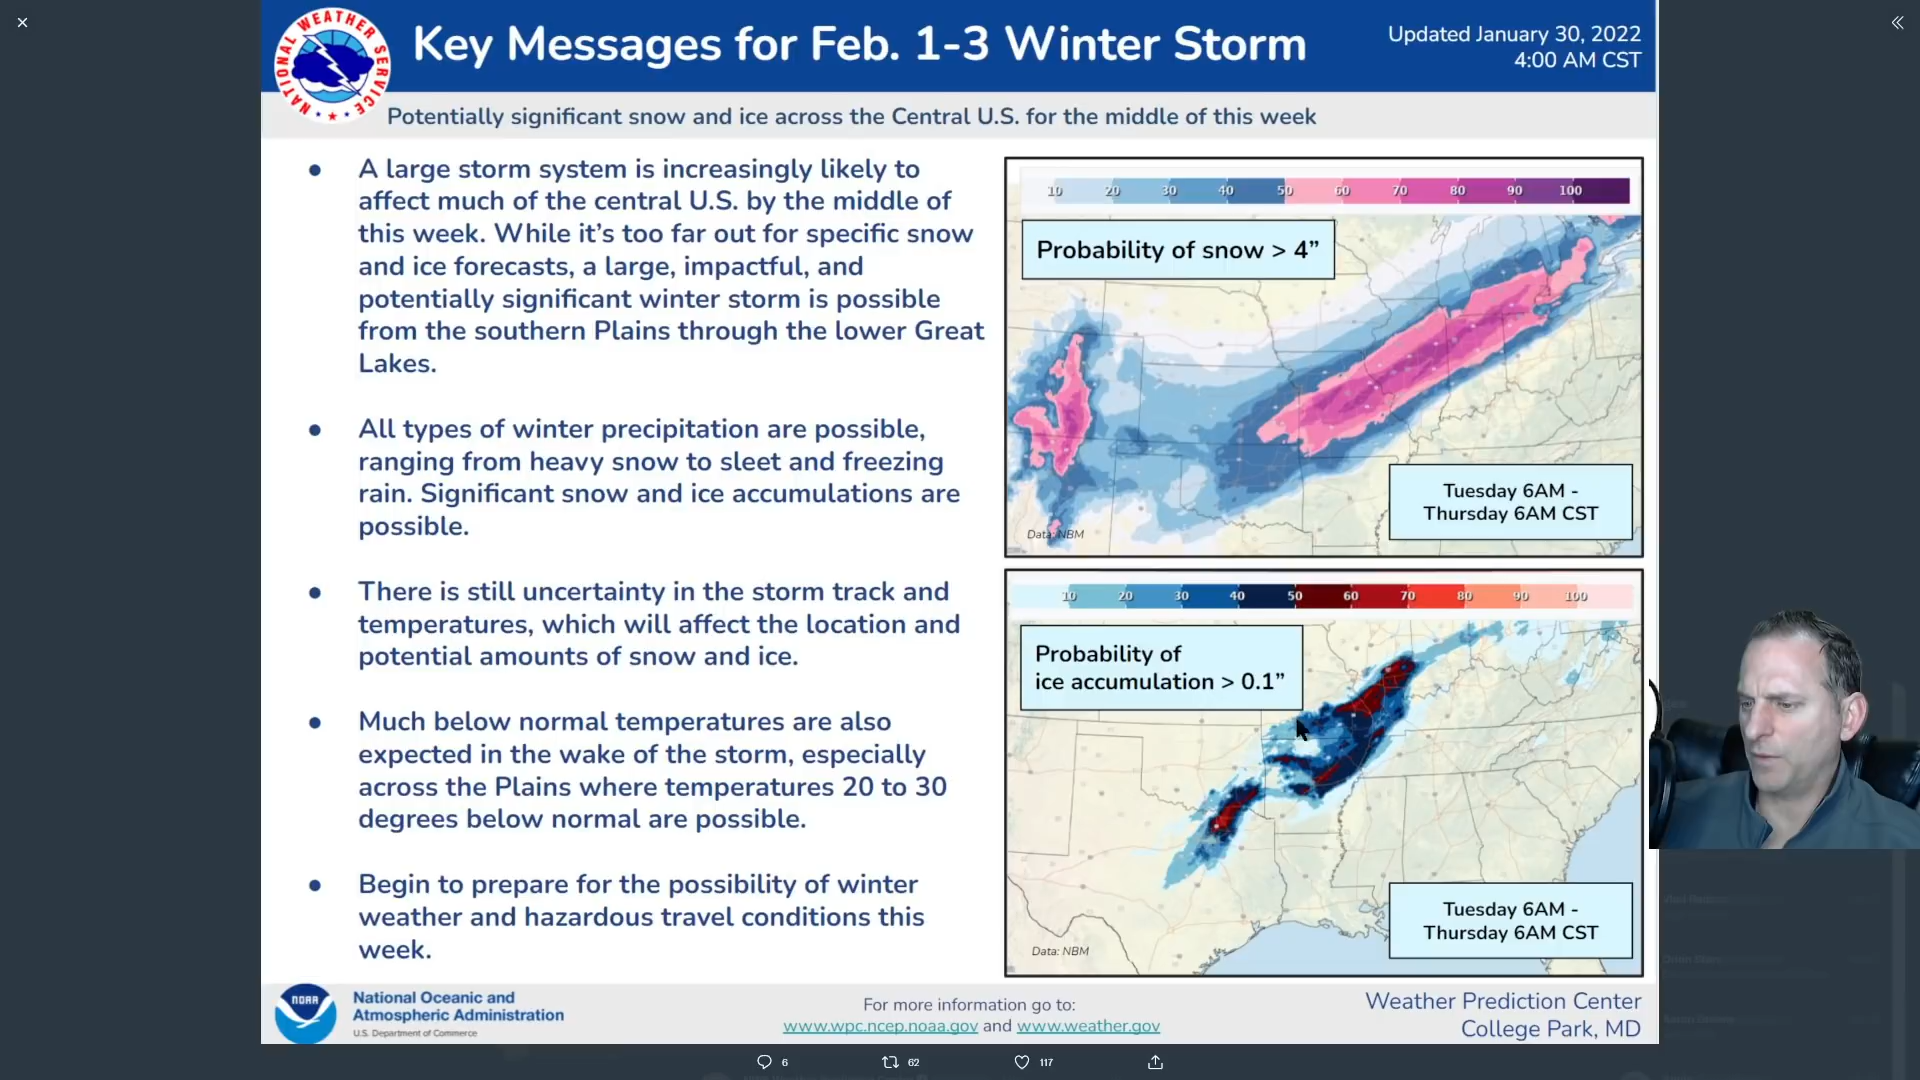 NATIONAL WEATHER SERVICE
Key Messages for Feb. 1-3 Winter Storm
Updated January 30, 2022
4:00 AM CST
Potentially significant snow and ice across the Central U.S. for the middle of this week
● A large storm system is increasingly likely to
affect much of the central U.S. by the middle of
this week. While it’s too far out for specific snow
and ice forecasts, a large, impactful, and
potentially significant winter storm is possible
from the southern Plains through the lower Great
Lakes.
● All types of winter precipitation are possible,
ranging from heavy snow to sleet and freezing
rain. Significant snow and ice accumulations are
possible.
● There is still uncertainty in the storm track and
temperatures, which will affect the location and
potential amounts of snow and ice.
● Much below normal temperatures are also
expected in the wake of the storm, especially
across the Plains where temperatures 20 to 30
degrees below normal are possible.
● Begin to prepare for the possibility of winter
weather and hazardous travel conditions this
week.
10 20 30 40 50 60 70 80 90 100
Probability of snow > 4”
Tuesday 6AM -
Thursday 6AM CST
Data: NBM
10 20 30 40 50 60 70 80 90 100
Probability of
ice accumulation > 0.1”
Tuesday 6AM -
Thursday 6AM CST
Data: NBM
NOAA
National Oceanic and
Atmospheric Administration
U.S. Department of Commerce
For more information go to:
www.wpc.ncep.noaa.gov and www.weather.gov
Weather Prediction Center
College Park, MD
6 62 117